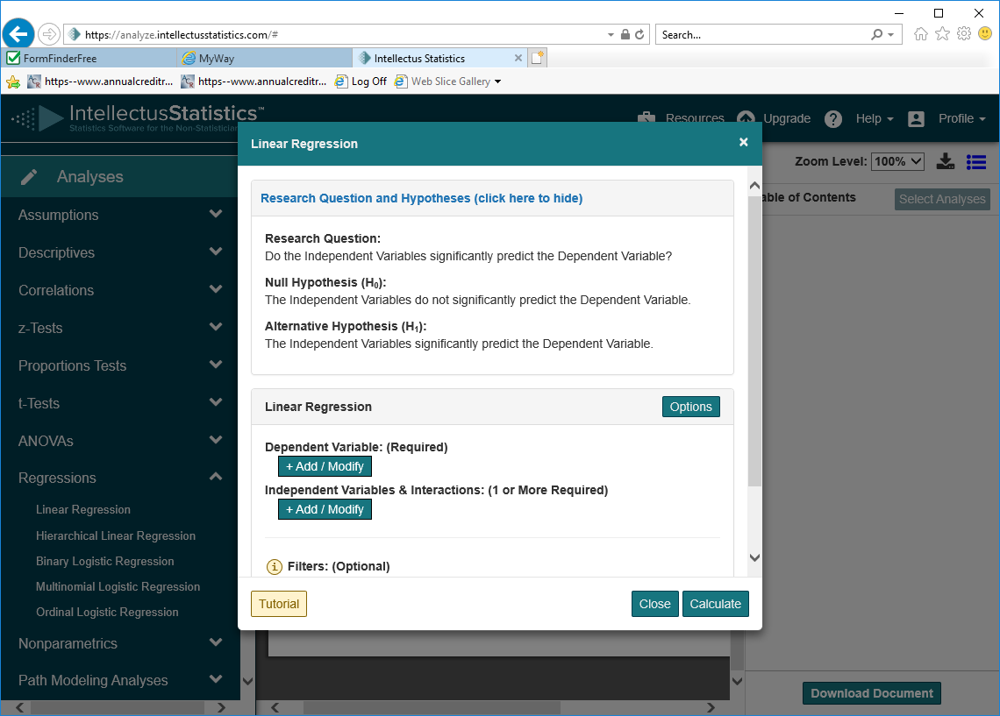 https://analyze.intellectusstatistics.com/#
Search...
FormFinderFree
MyWay
Intellectus Statistics
https--www.annualcreditr...
https--www.annualcreditr...
Log Off
Web Slice Gallery
IntellectusStatistics™
Statistics Software for the Non-Statistician
Resources
Upgrade
Help
Profile
Linear Regression
×
Analyses
Assumptions
Descriptives
Correlations
z-Tests
Proportions Tests
t-Tests
ANOVAs
Regressions
Linear Regression
Hierarchical Linear Regression
Binary Logistic Regression
Multinomial Logistic Regression
Ordinal Logistic Regression
Nonparametrics
Path Modeling Analyses
Research Question and Hypotheses (click here to hide)
Research Question:
Do the Independent Variables significantly predict the Dependent Variable?
Null Hypothesis (H₀):
The Independent Variables do not significantly predict the Dependent Variable.
Alternative Hypothesis (H₁):
The Independent Variables significantly predict the Dependent Variable.
Linear Regression
Options
Dependent Variable: (Required)
+ Add / Modify
Independent Variables & Interactions: (1 or More Required)
+ Add / Modify
Filters: (Optional)
Tutorial
Close
Calculate
Zoom Level: 100%
able of Contents
Select Analyses
Download Document